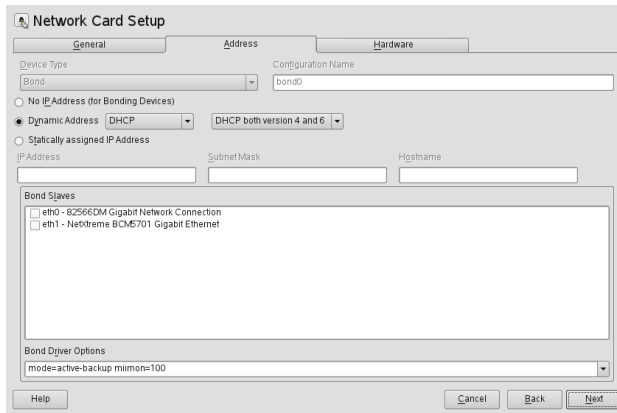 Network Card Setup
General Address Hardware
Device Type Configuration Name
Bond bond0
No IP Address (for Bonding Devices)
Dynamic Address DHCP DHCP both version 4 and 6
Statically assigned IP Address
IP Address Subnet Mask Hostname
Bond Slaves
eth0 - 82566DM Gigabit Network Connection
eth1 - NetXtreme BCM5701 Gigabit Ethernet
Bond Driver Options
mode=active-backup miimon=100
Help Cancel Back Next